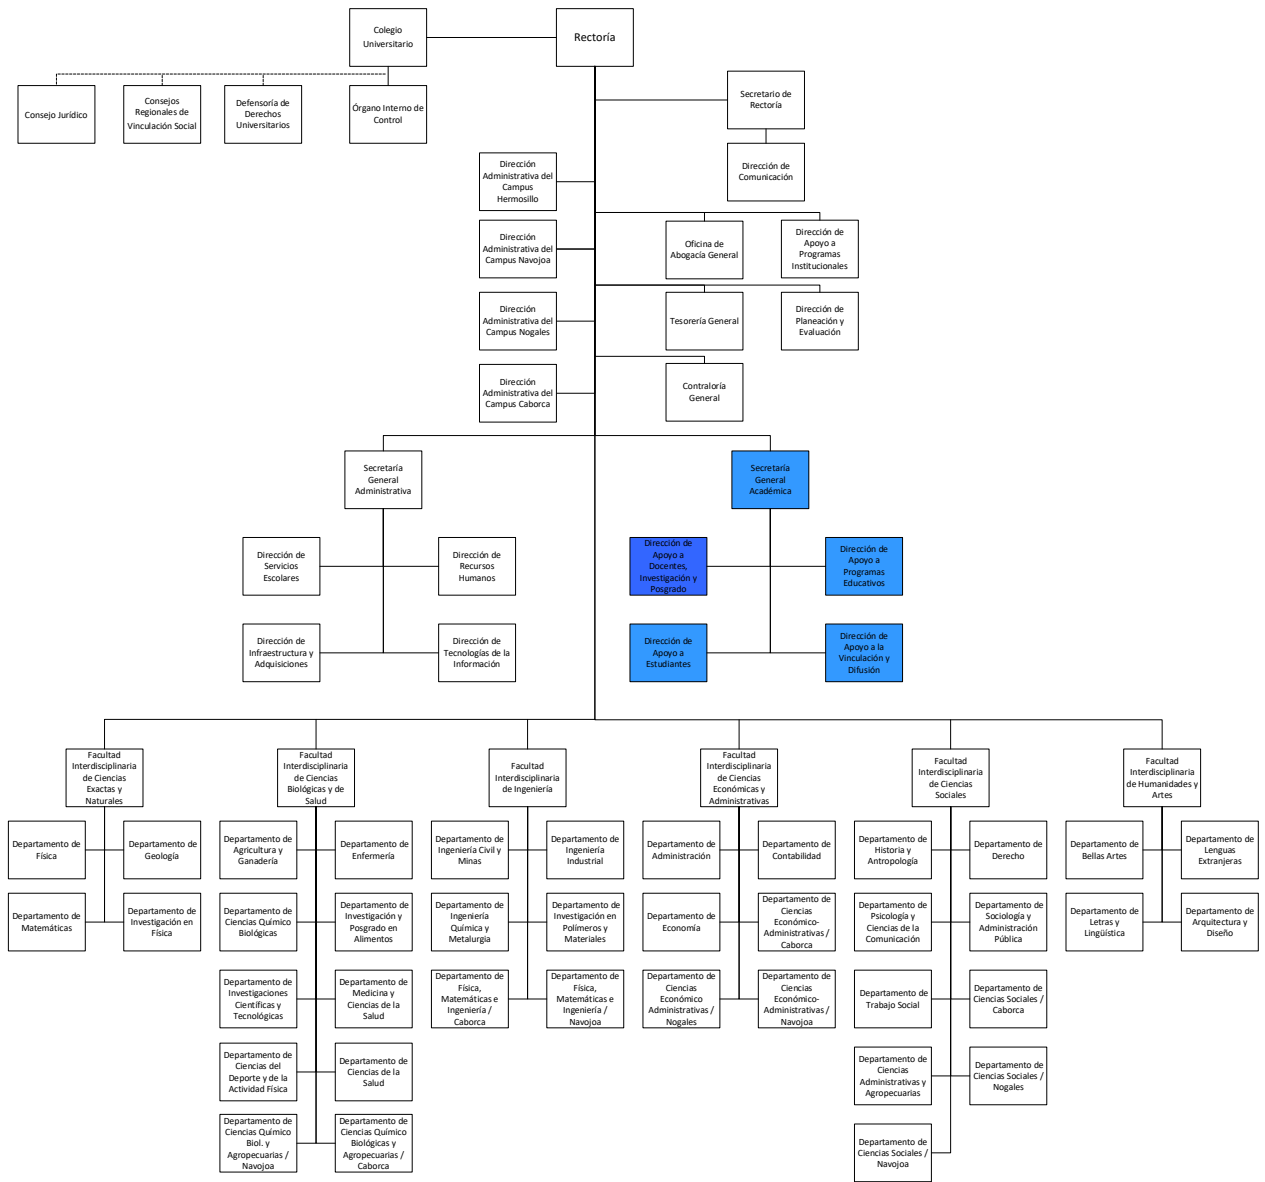 Colegio
Universitario
Rectoría
Consejo Jurídico
Consejos
Regionales de
Vinculación Social
Defensoría de
Derechos
Universitarios
Órgano Interno de
Control
Secretario de
Rectoría
Dirección de
Comunicación
Dirección
Administrativa del
Campus
Hermosillo
Dirección
Administrativa del
Campus Navojoa
Oficina de
Abogacía General
Dirección de
Apoyo a
Programas
Institucionales
Dirección
Administrativa del
Campus Nogales
Tesorería General
Dirección de
Planeación y
Evaluación
Dirección
Administrativa del
Campus Caborca
Contraloría
General
Secretaría
General
Administrativa
Secretaría
General
Académica
Dirección de
Servicios
Escolares
Dirección de
Recursos
Humanos
Dirección de
Apoyo a
Docentes,
Investigación y
Posgrado
Dirección de
Apoyo a
Programas
Educativos
Dirección de
Infraestructura y
Adquisiciones
Dirección de
Tecnologías de la
Información
Dirección de
Apoyo a
Estudiantes
Dirección de
Apoyo a la
Vinculación y
Difusión
Facultad
Interdisciplinaria
de Ciencias
Exactas y
Naturales
Facultad
Interdisciplinaria
de Ciencias
Biológicas y de
Salud
Facultad
Interdisciplinaria
de Ingeniería
Facultad
Interdisciplinaria
de Ciencias
Económicas y
Administrativas
Facultad
Interdisciplinaria
de Ciencias
Sociales
Facultad
Interdisciplinaria
de Humanidades y
Artes
Departamento de
Física
Departamento de
Geología
Departamento de
Agricultura y
Ganadería
Departamento de
Enfermería
Departamento de
Ingeniería Civil y
Minas
Departamento de
Ingeniería
Industrial
Departamento de
Administración
Departamento de
Contabilidad
Departamento de
Historia y
Antropología
Departamento de
Derecho
Departamento de
Bellas Artes
Departamento de
Lenguas
Extranjeras
Departamento de
Matemáticas
Departamento de
Investigación en
Física
Departamento de
Ciencias Químico
Biológicas
Departamento de
Investigación y
Posgrado en
Alimentos
Departamento de
Ingeniería
Química y
Metalurgia
Departamento de
Investigación en
Polímeros y
Materiales
Departamento de
Economía
Departamento de
Ciencias
Económico-
Administrativas /
Caborca
Departamento de
Psicología y
Ciencias de la
Comunicación
Departamento de
Sociología y
Administración
Pública
Departamento de
Letras y
Lingüística
Departamento de
Arquitectura y
Diseño
Departamento de
Investigaciones
Científicas y
Tecnológicas
Departamento de
Medicina y
Ciencias de la
Salud
Departamento de
Física,
Matemáticas e
Ingeniería /
Caborca
Departamento de
Física,
Matemáticas e
Ingeniería /
Navojoa
Departamento de
Ciencias
Económico
Administrativas /
Nogales
Departamento de
Ciencias
Económico-
Administrativas /
Navojoa
Departamento de
Trabajo Social
Departamento de
Ciencias Sociales /
Caborca
Departamento de
Ciencias del
Deporte y de la
Actividad Física
Departamento de
Ciencias de la
Salud
Departamento de
Ciencias
Administrativas y
Agropecuarias
Departamento de
Ciencias Sociales /
Nogales
Departamento de
Ciencias Químico
Biol. y
Agropecuarias /
Navojoa
Departamento de
Ciencias Químico
Biológicas y
Agropecuarias /
Caborca
Departamento de
Ciencias Sociales /
Navojoa